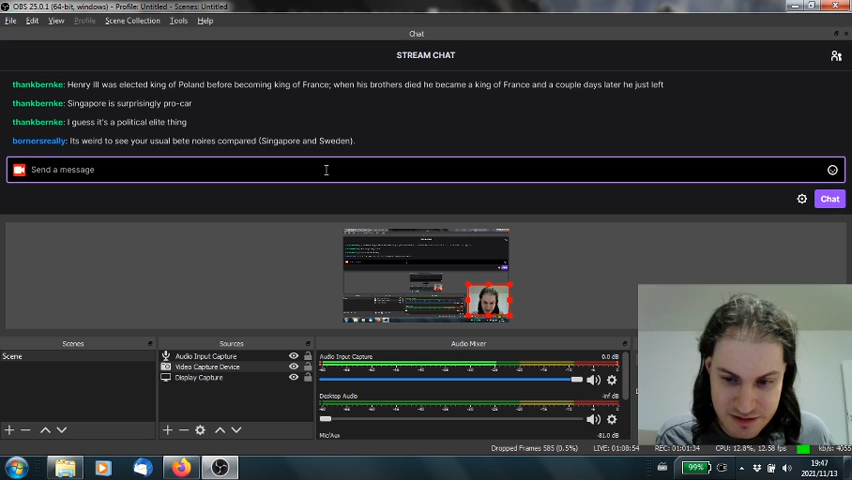 OBS 25.0.1 (64-bit, windows) - Profile: Untitled - Scenes: Untitled
File Edit View Profile Scene Collection Tools Help
Chat
STREAM CHAT
thankbernke: Henry III was elected king of Poland before becoming king of France; when his brothers died he became a king of France and a couple days later he just left
thankbernke: Singapore is surprisingly pro-car
thankbernke: I guess it's a political elite thing
bornersreally: Its weird to see your usual bete noires compared (Singapore and Sweden).
Send a message
Chat
Scenes Sources Audio Mixer
Scene
Audio Input Capture
Video Capture Device
Display Capture
Audio Input Capture 0.0 dB
Desktop Audio -inf dB
Mic/Aux -81.0 dB
Dropped Frames 585 (0.5%) LIVE: 01:08:54 REC: 01:01:34 CPU: 12.8%, 12.58 fps kb/s: 4055
99%
19:47
2021/11/13